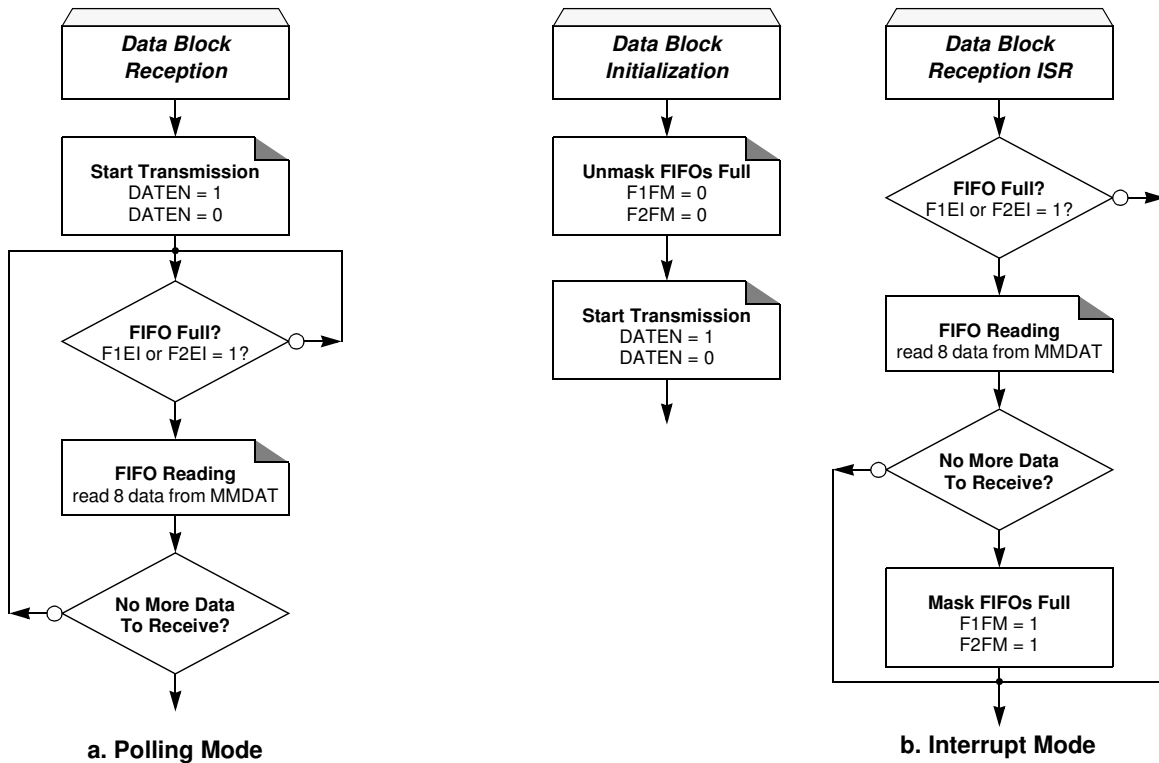 Data Block
Reception
Start Transmission
DATEN = 1
DATEN = 0
FIFO Full?
F1EI or F2EI = 1?
FIFO Reading
read 8 data from MMDAT
No More Data
To Receive?
a. Polling Mode
Data Block
Initialization
Unmask FIFOs Full
F1FM = 0
F2FM = 0
Start Transmission
DATEN = 1
DATEN = 0
Data Block
Reception ISR
FIFO Full?
F1EI or F2EI = 1?
FIFO Reading
read 8 data from MMDAT
No More Data
To Receive?
Mask FIFOs Full
F1FM = 1
F2FM = 1
b. Interrupt Mode